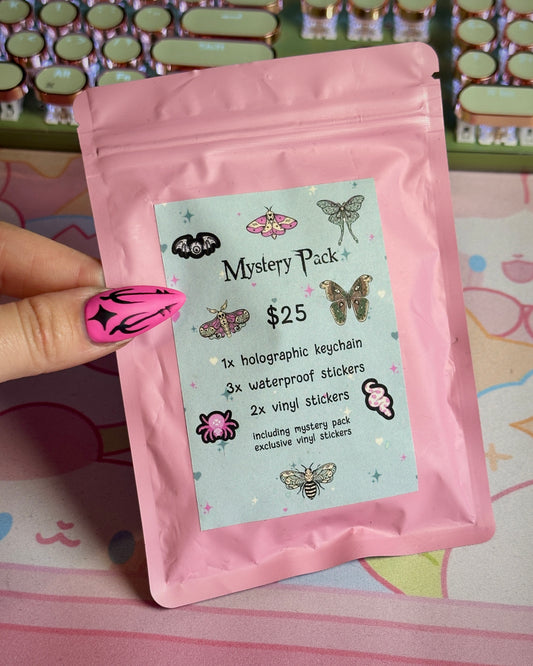 Mystery Pack
$25
1x holographic keychain
3x waterproof stickers
2x vinyl stickers
including mystery pack
exclusive vinyl stickers